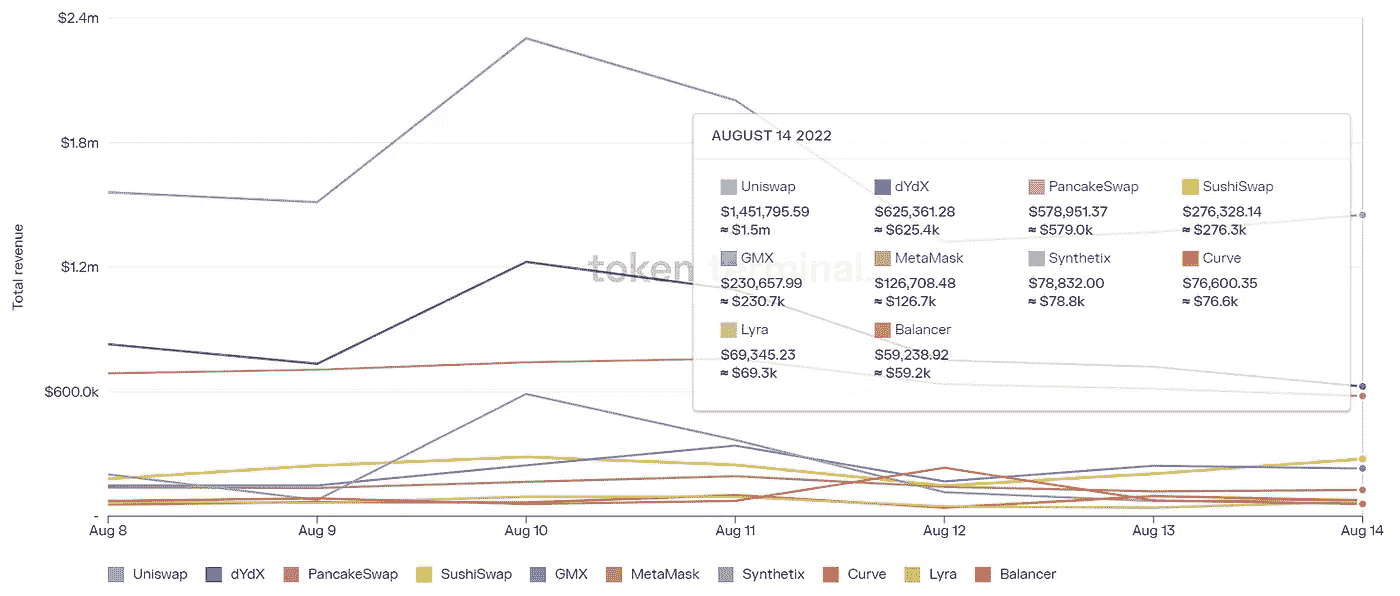 $2.4m
$1.8m
$1.2m
$600.0k
-
Total revenue
token terminal
AUGUST 14 2022
Uniswap dYdX PancakeSwap SushiSwap
$1,451,795.59 $625,361.28 $578,951.37 $276,328.14
≈ $1.5m ≈ $625.4k ≈ $579.0k ≈ $276.3k
GMX MetaMask Synthetix Curve
$230,657.99 $126,708.48 $78,832.00 $76,600.35
≈ $230.7k ≈ $126.7k ≈ $78.8k ≈ $76.6k
Lyra Balancer
$69,345.23 $59,238.92
≈ $69.3k ≈ $59.2k
Aug 8 Aug 9 Aug 10 Aug 11 Aug 12 Aug 13 Aug 14
Uniswap dYdX PancakeSwap SushiSwap GMX MetaMask Synthetix Curve Lyra Balancer